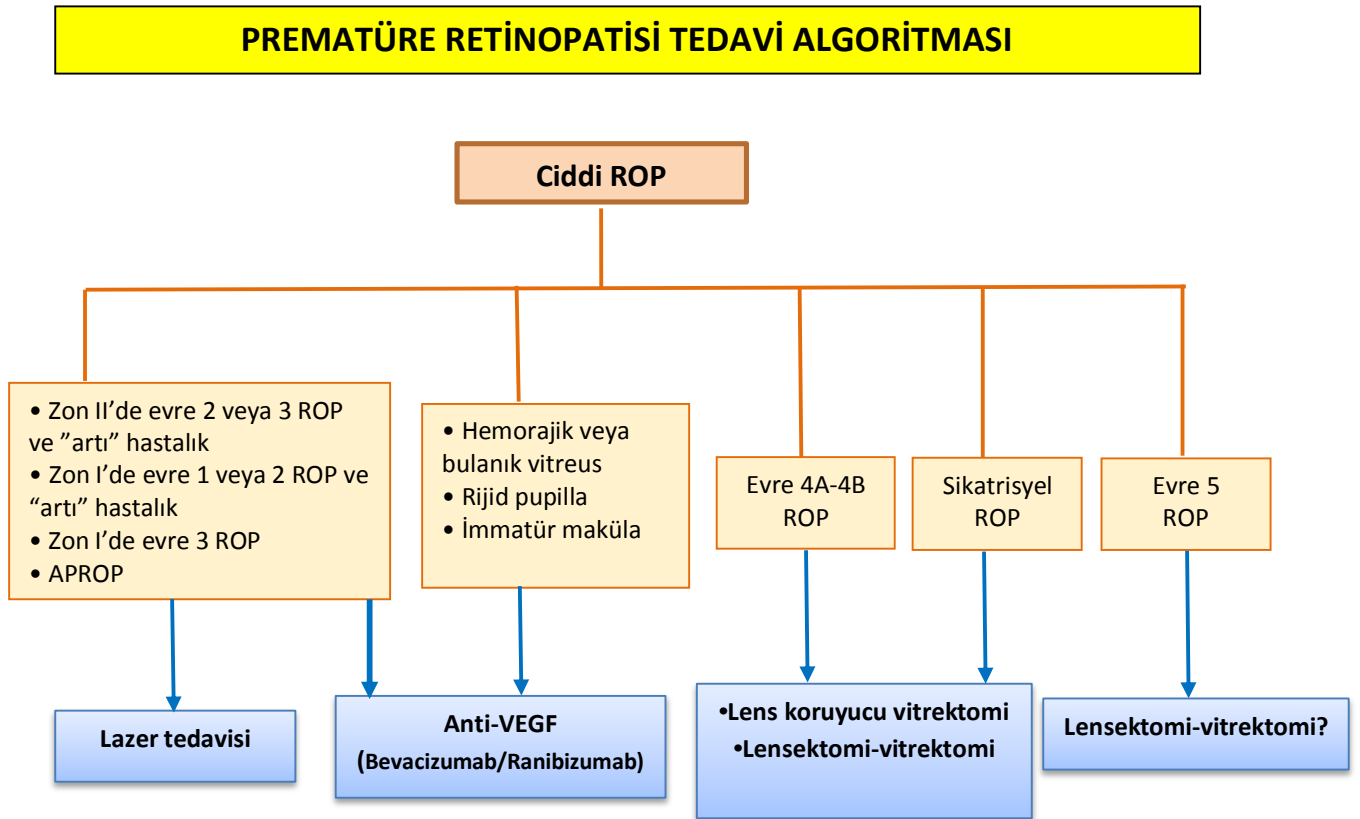 PREMATÜRE RETİNOPATİSİ TEDAVİ ALGORİTMASI
Ciddi ROP
• Zon II’de evre 2 veya 3 ROP
ve ”artı” hastalık
• Zon I’de evre 1 veya 2 ROP ve
“artı” hastalık
• Zon I’de evre 3 ROP
• APROP
• Hemorajik veya
bulanık vitreus
• Rijid pupilla
• İmmatür maküla
Evre 4A-4B
ROP
Sikatrisyel
ROP
Evre 5
ROP
Lazer tedavisi
Anti-VEGF
(Bevacizumab/Ranibizumab)
•Lens koruyucu vitrektomi
•Lensektomi-vitrektomi
Lensektomi-vitrektomi?